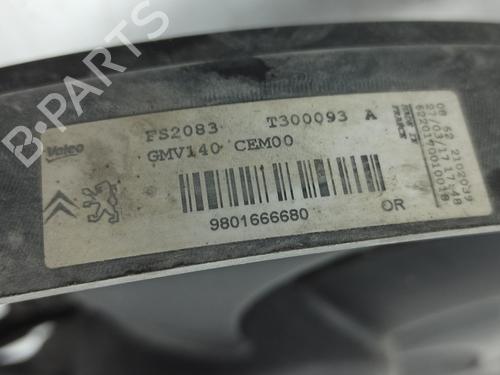 B-PARTS
Valeo
FS2083 T300093 A
GMV140 CEM00
9801666680
OR
MADE IN
FRANCE